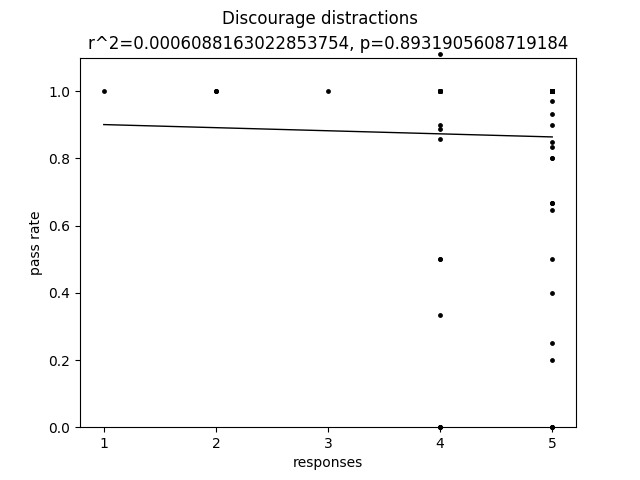 Discourage distractions
r^2=0.0006088163022853754, p=0.8931905608719184
1.0
0.8
0.6
0.4
0.2
0.0
pass rate
1 2 3 4 5
responses